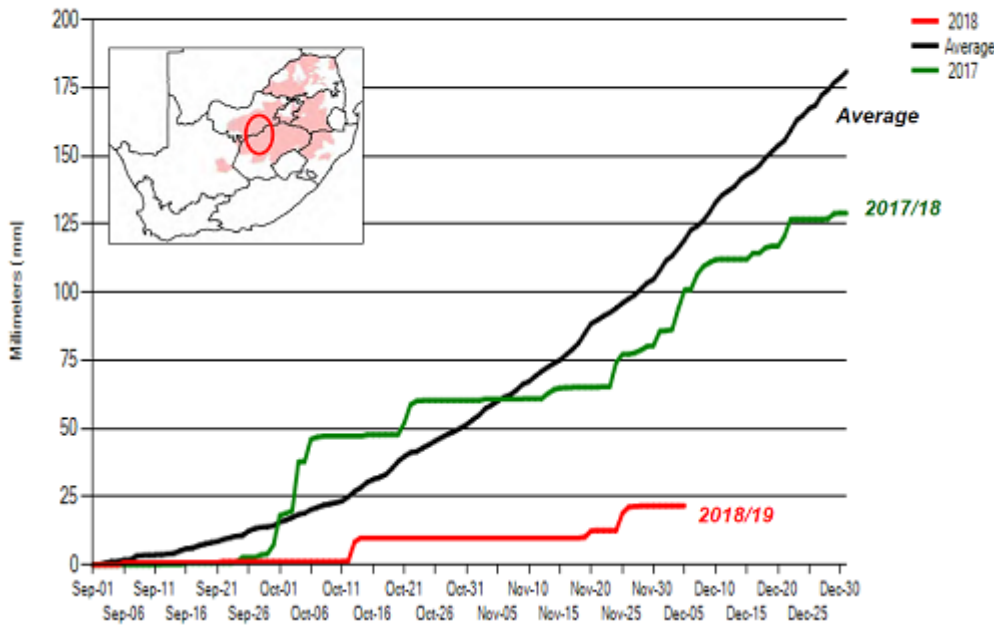 200
175
150
125
100
75
50
25
0
Millimeters ( mm)
2018
Average
2017
Average
2017/18
2018/19
Sep-01 Sep-11 Sep-21 Oct-01 Oct-11 Oct-21 Oct-31 Nov-10 Nov-20 Nov-30 Dec-10 Dec-20 Dec-30
Sep-06 Sep-16 Sep-26 Oct-06 Oct-16 Oct-26 Nov-05 Nov-15 Nov-25 Dec-05 Dec-15 Dec-25